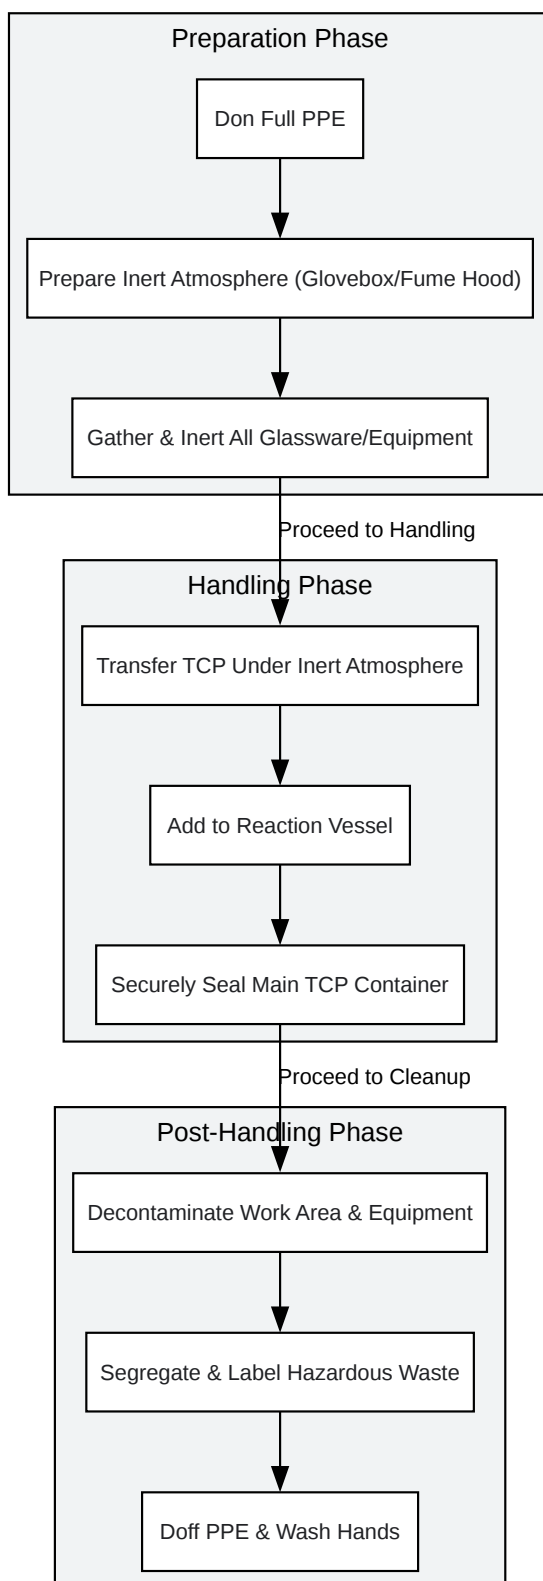 Preparation Phase
Don Full PPE
Prepare Inert Atmosphere (Glovebox/Fume Hood)
Gather & Inert All Glassware/Equipment
Proceed to Handling
Handling Phase
Transfer TCP Under Inert Atmosphere
Add to Reaction Vessel
Securely Seal Main TCP Container
Proceed to Cleanup
Post-Handling Phase
Decontaminate Work Area & Equipment
Segregate & Label Hazardous Waste
Doff PPE & Wash Hands